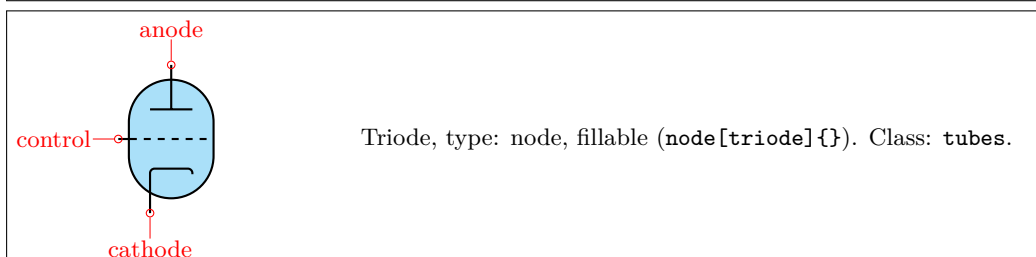 anode
control
Triode, type: node, fillable (node[triode]{}). Class: tubes.
cathode